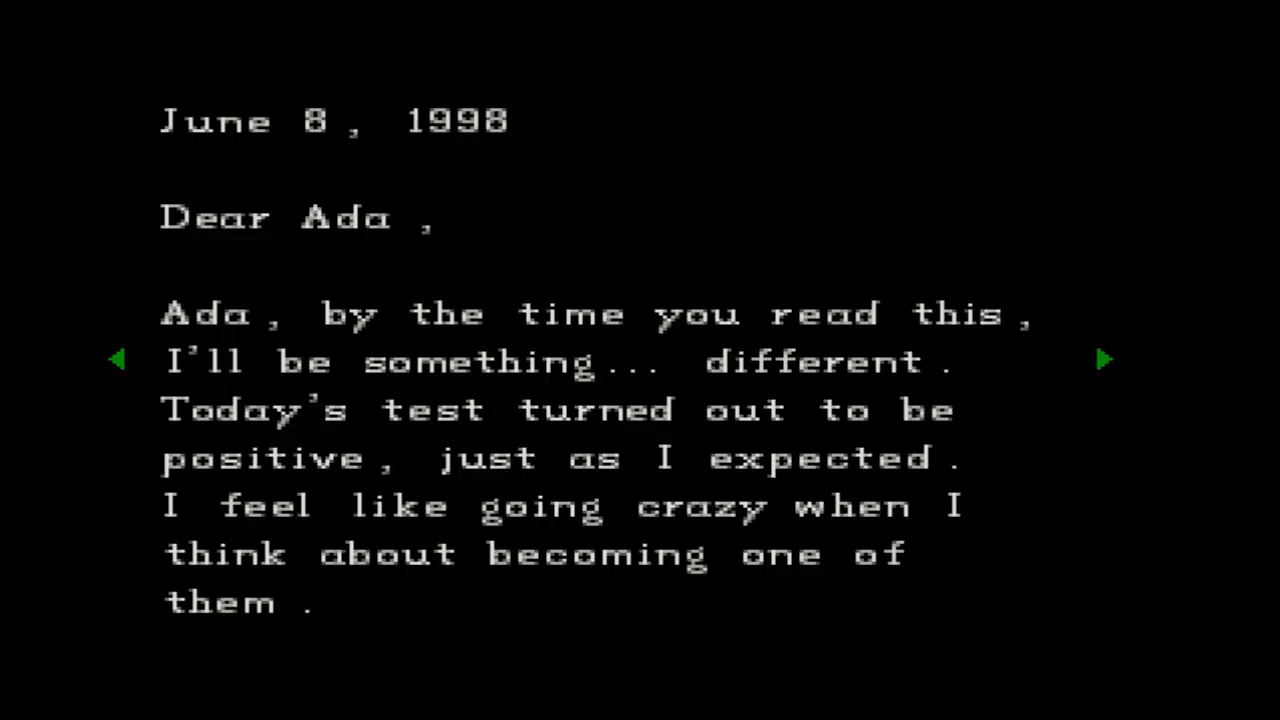 June 8, 1998
Dear Ada,
Ada, by the time you read this,
I'll be something... different.
Today's test turned out to be
positive, just as I expected.
I feel like going crazy when I
think about becoming one of
them.